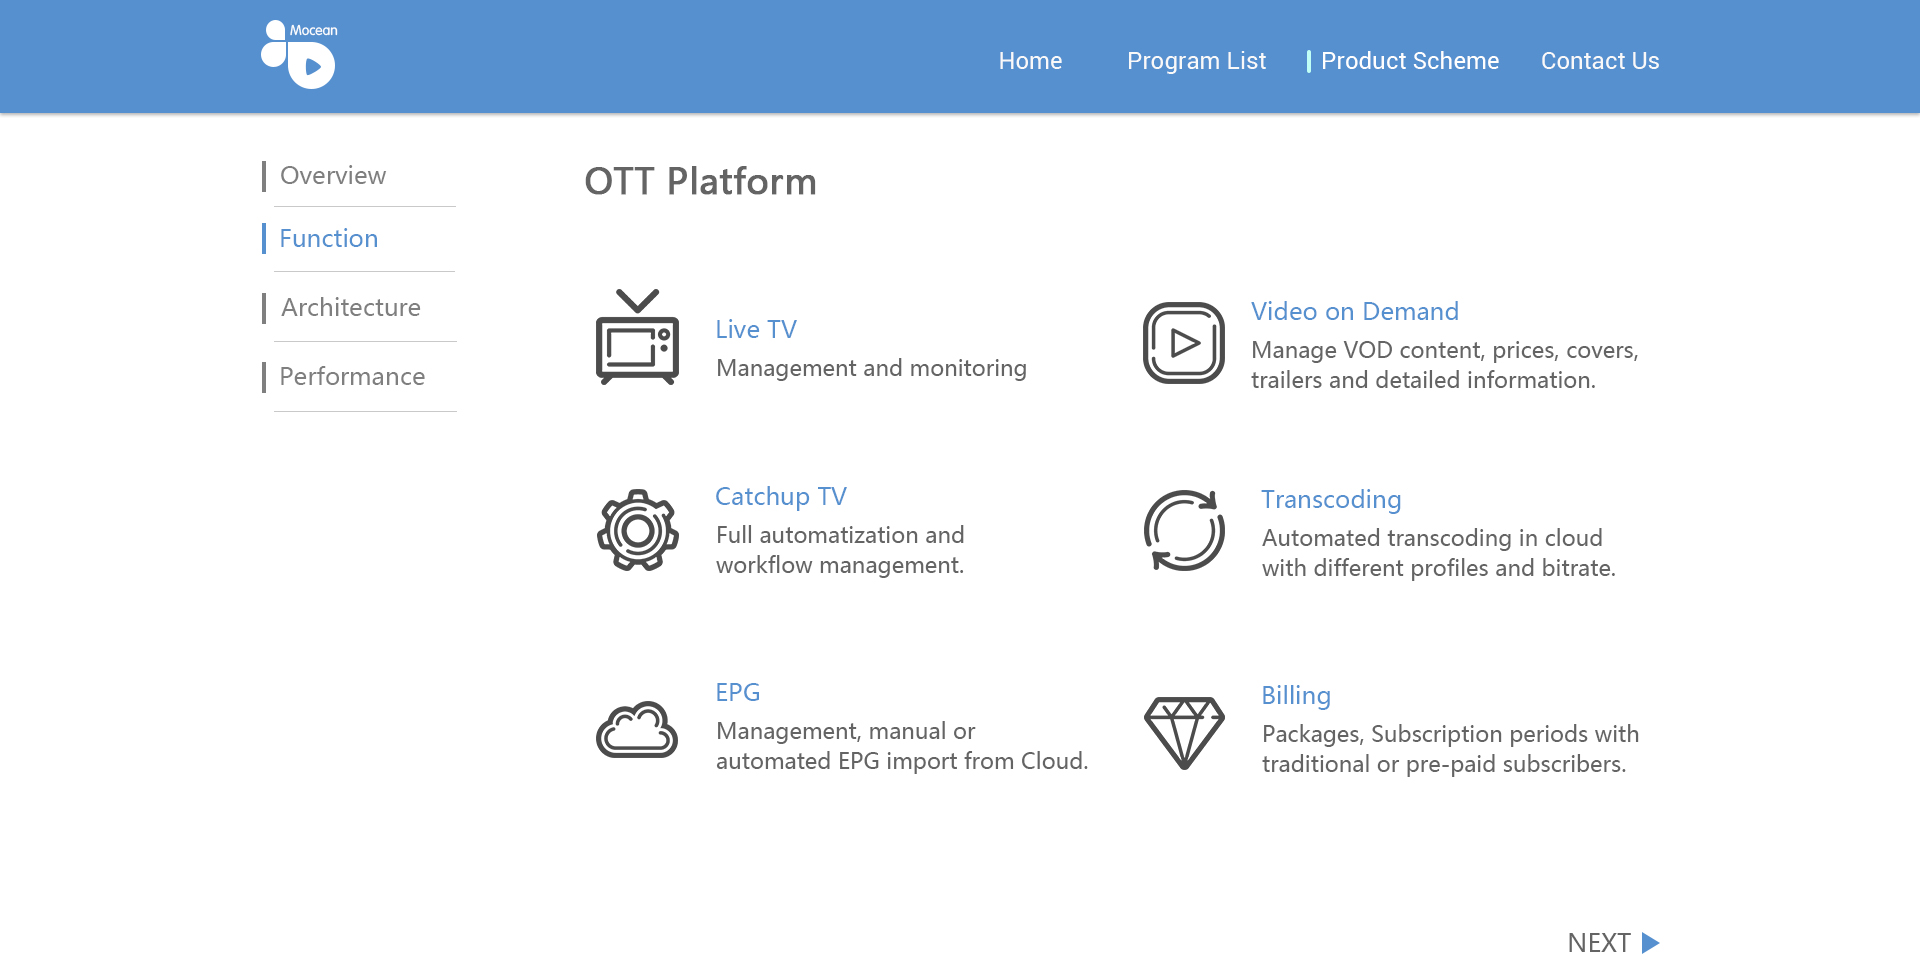 Mocean
Home
Program List
Product Scheme
Contact Us
Overview
Function
Architecture
Performance
OTT Platform
Live TV
Management and monitoring
Video on Demand
Manage VOD content, prices, covers,
trailers and detailed information.
Catchup TV
Full automatization and
workflow management.
Transcoding
Automated transcoding in cloud
with different profiles and bitrate.
EPG
Management, manual or
automated EPG import from Cloud.
Billing
Packages, Subscription periods with
traditional or pre-paid subscribers.
NEXT